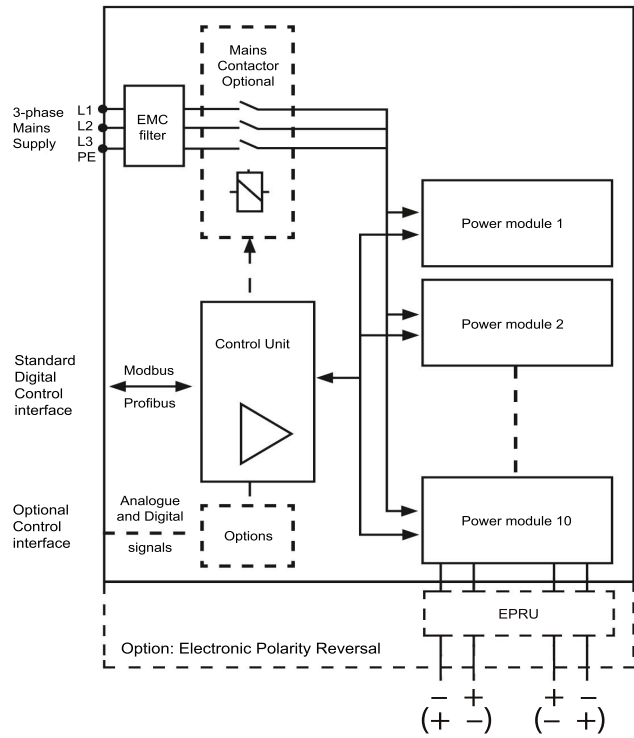 Mains
Contactor
Optional
3-phase
Mains
Supply
L1
L2
L3
PE
EMC
filter
Power module 1
Power module 2
Control Unit
Standard
Digital
Control
interface
Modbus
Profibus
Optional
Control
interface
Analogue
and Digital
signals
Options
Power module 10
EPRU
Option: Electronic Polarity Reversal
− + + −
(+ −) (− +)